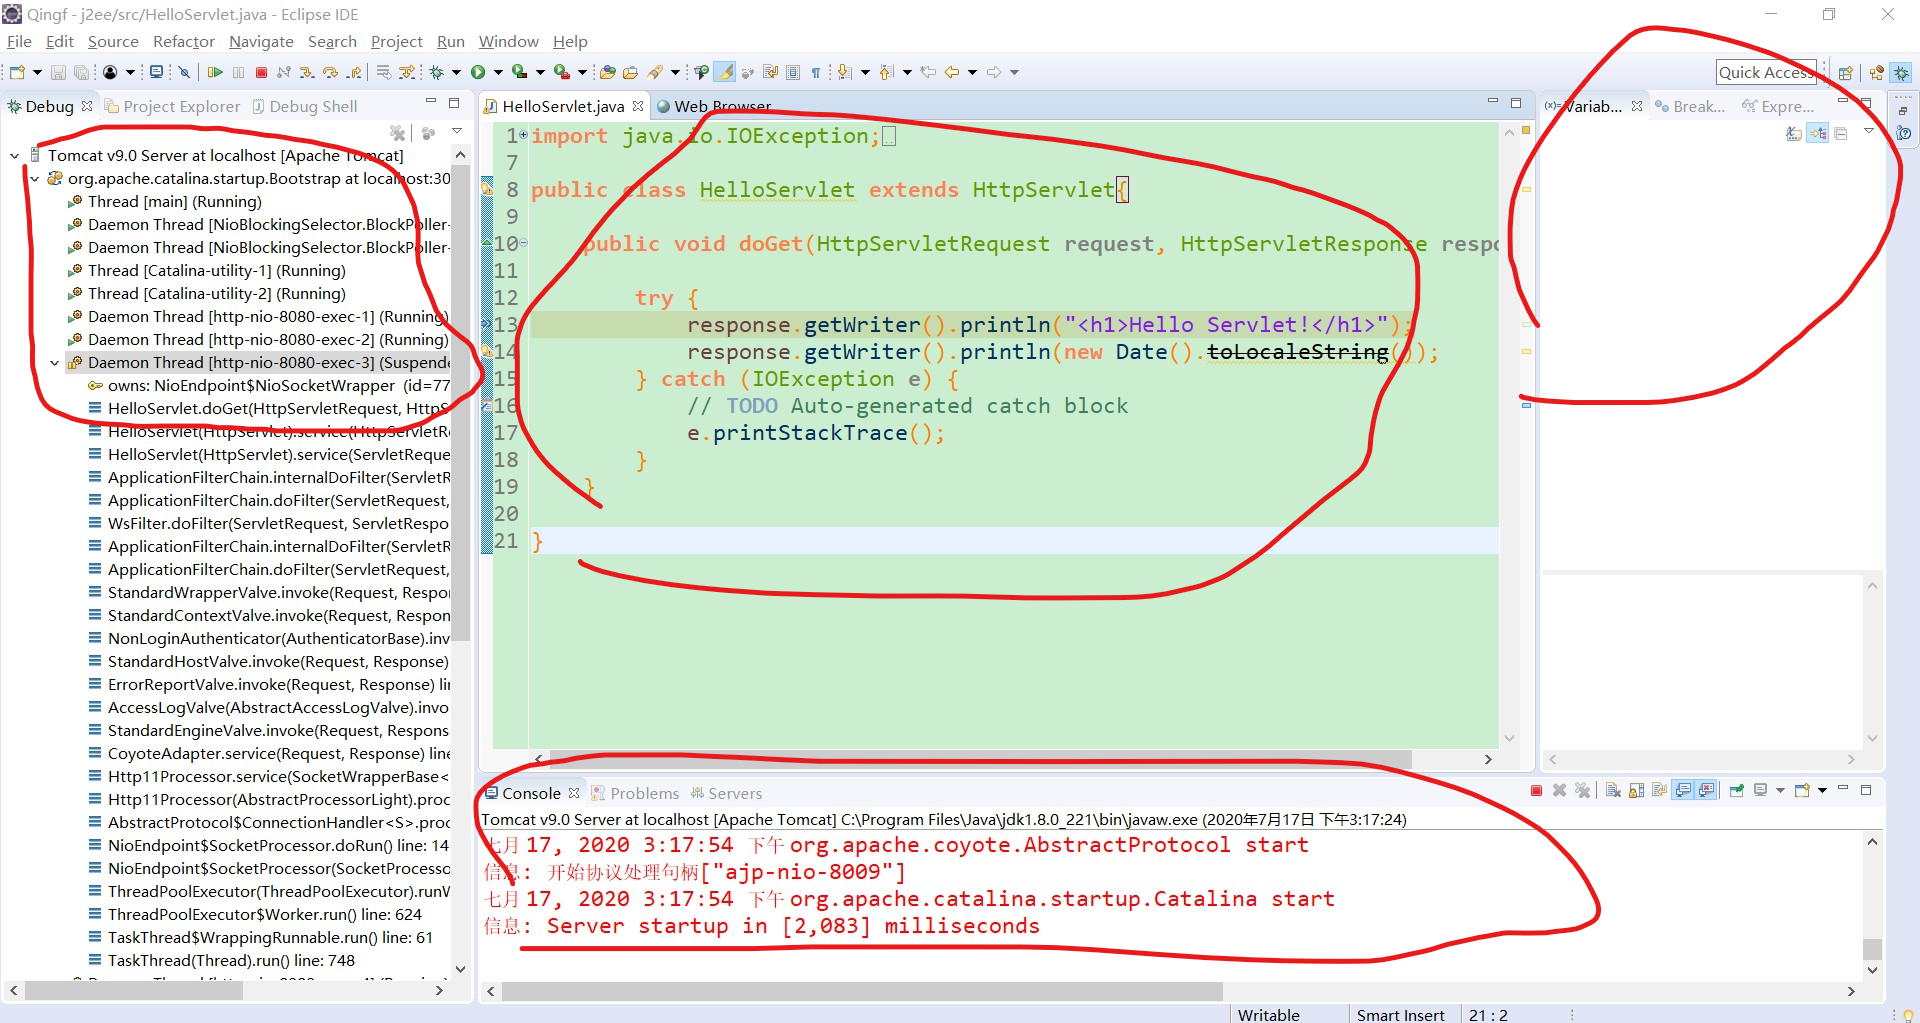 Qingf - j2ee/src/HelloServlet.java - Eclipse IDE
File Edit Source Refactor Navigate Search Project Run Window Help
Quick Access
Debug Project Explorer Debug Shell
Tomcat v9.0 Server at localhost [Apache Tomcat]
org.apache.catalina.startup.Bootstrap at localhost:30
Thread [main] (Running)
Daemon Thread [NioBlockingSelector.BlockPoller-
Daemon Thread [NioBlockingSelector.BlockPoller-
Thread [Catalina-utility-1] (Running)
Thread [Catalina-utility-2] (Running)
Daemon Thread [http-nio-8080-exec-1] (Running)
Daemon Thread [http-nio-8080-exec-2] (Running)
Daemon Thread [http-nio-8080-exec-3] (Suspende
owns: NioEndpoint$NioSocketWrapper (id=77
HelloServlet.doGet(HttpServletRequest, HttpS
HelloServlet(HttpServlet).service(HttpServletR
HelloServlet(HttpServlet).service(ServletReque
ApplicationFilterChain.internalDoFilter(ServletR
ApplicationFilterChain.doFilter(ServletRequest,
WsFilter.doFilter(ServletRequest, ServletRespo
ApplicationFilterChain.internalDoFilter(ServletR
ApplicationFilterChain.doFilter(ServletRequest,
StandardWrapperValve.invoke(Request, Respo
StandardContextValve.invoke(Request, Respon
NonLoginAuthenticator(AuthenticatorBase).inv
StandardHostValve.invoke(Request, Response)
ErrorReportValve.invoke(Request, Response) li
AccessLogValve(AbstractAccessLogValve).invo
StandardEngineValve.invoke(Request, Respons
CoyoteAdapter.service(Request, Response) line
Http11Processor.service(SocketWrapperBase<
Http11Processor(AbstractProcessorLight).proc
AbstractProtocol$ConnectionHandler<S>.proc
NioEndpoint$SocketProcessor.doRun() line: 14
NioEndpoint$SocketProcessor(SocketProcesso
ThreadPoolExecutor(ThreadPoolExecutor).runW
ThreadPoolExecutor$Worker.run() line: 624
TaskThread$WrappingRunnable.run() line: 61
TaskThread(Thread).run() line: 748
HelloServlet.java Web Browser
1 import java.io.IOException;
7
8 public class HelloServlet extends HttpServlet{
9
10 public void doGet(HttpServletRequest request, HttpServletResponse respo
11
12 try {
13 response.getWriter().println("<h1>Hello Servlet!</h1>");
14 response.getWriter().println(new Date().toLocaleString());
15 } catch (IOException e) {
16 // TODO Auto-generated catch block
17 e.printStackTrace();
18 }
19 }
20
21 }
(x)= Variab... Break... Expre...
Console Problems Servers
Tomcat v9.0 Server at localhost [Apache Tomcat] C:\Program Files\Java\jdk1.8.0_221\bin\javaw.exe (2020年7月17日 下午3:17:24)
七月 17, 2020 3:17:54 下午 org.apache.coyote.AbstractProtocol start
信息: 开始协议处理句柄["ajp-nio-8009"]
七月 17, 2020 3:17:54 下午 org.apache.catalina.startup.Catalina start
信息: Server startup in [2,083] milliseconds
Writable Smart Insert 21 : 2